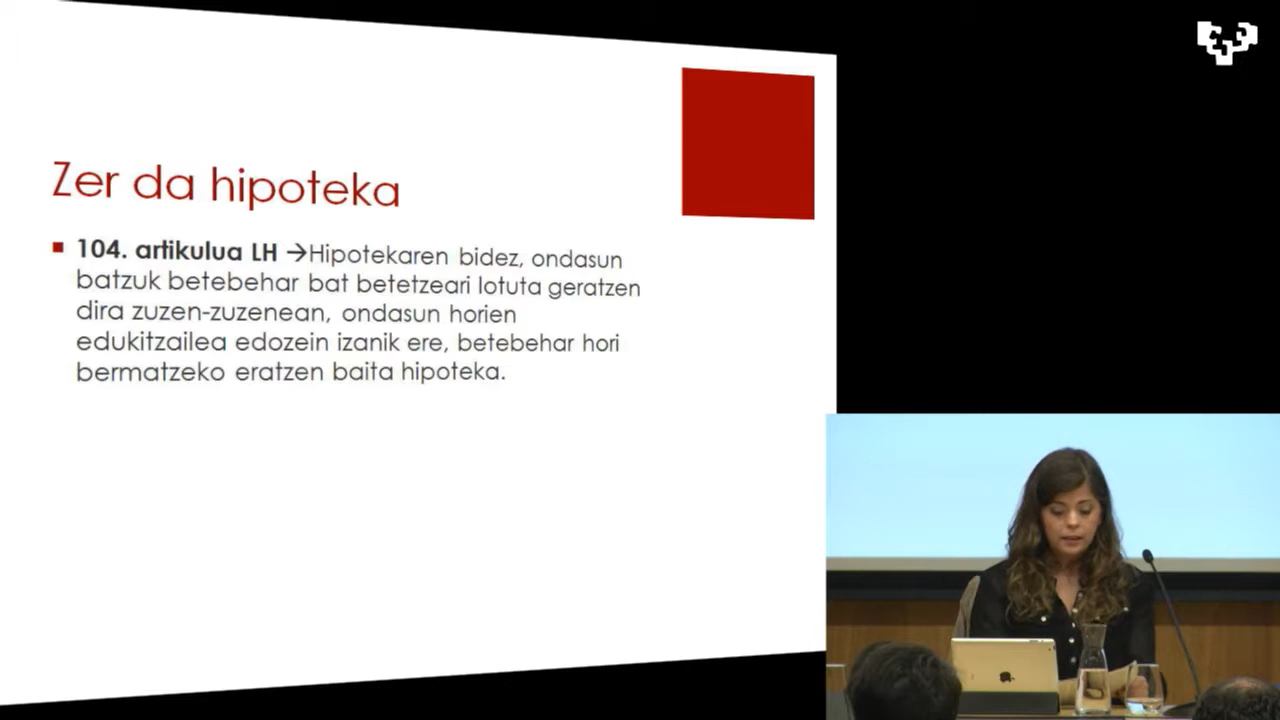 Zer da hipoteka
104. artikulua LH →Hipotekaren bidez, ondasun
batzuk betebehar bat betetzeari lotuta geratzen
dira zuzen-zuzenean, ondasun horien
edukitzailea edozein izanik ere, betebehar hori
bermatzeko eratzen baita hipoteka.